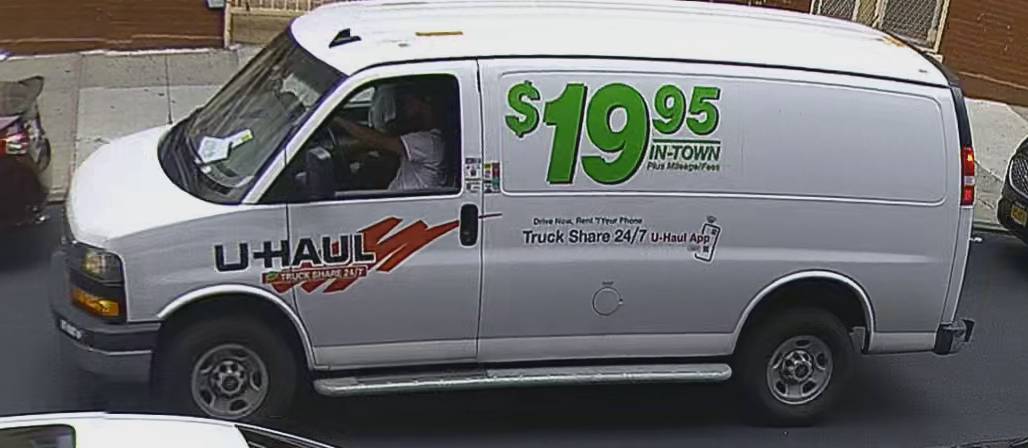 $19.95
IN-TOWN
Plus Mileage/Fees
Drive Now, Rent 'YYour Phone
Truck Share 24/7 U-Haul App
U-HAUL
TRUCK SHARE 24/7